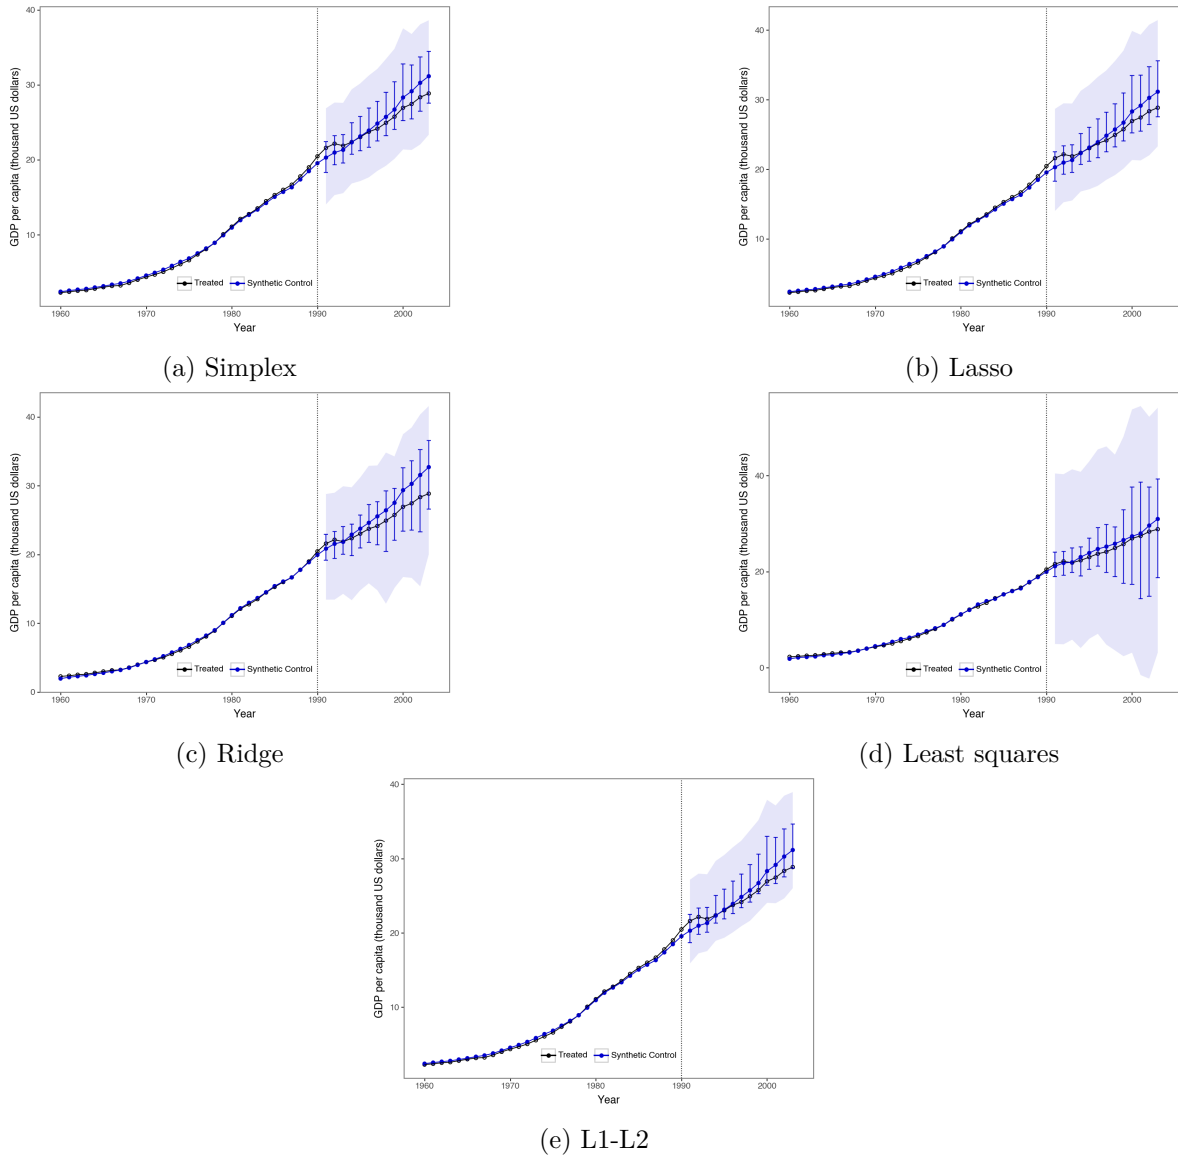 40
30
20
10
GDP per capita (thousand US dollars)
Treated Synthetic Control
1960 1970 1980 1990 2000
Year
(a) Simplex
40
30
20
10
GDP per capita (thousand US dollars)
Treated Synthetic Control
1960 1970 1980 1990 2000
Year
(b) Lasso
40
30
20
10
0
GDP per capita (thousand US dollars)
Treated Synthetic Control
1960 1970 1980 1990 2000
Year
(c) Ridge
40
20
0
GDP per capita (thousand US dollars)
Treated Synthetic Control
1960 1970 1980 1990 2000
Year
(d) Least squares
40
30
20
10
GDP per capita (thousand US dollars)
Treated Synthetic Control
1960 1970 1980 1990 2000
Year
(e) L1-L2